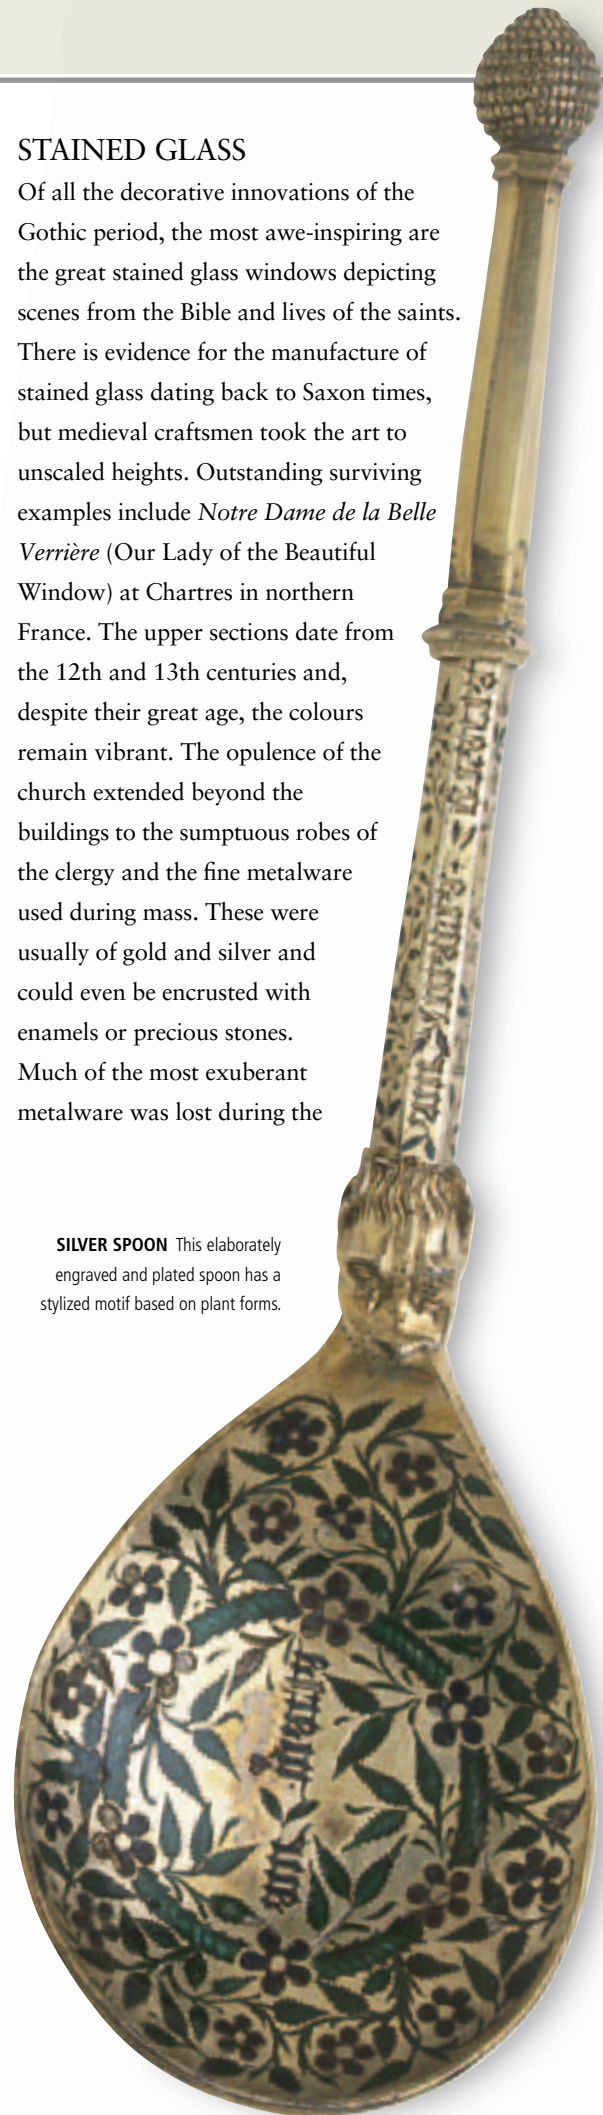 STAINED GLASS
Of all the decorative innovations of the
Gothic period, the most awe-inspiring are
the great stained glass windows depicting
scenes from the Bible and lives of the saints.
There is evidence for the manufacture of
stained glass dating back to Saxon times,
but medieval craftsmen took the art to
unscaled heights. Outstanding surviving
examples include Notre Dame de la Belle
Verrière (Our Lady of the Beautiful
Window) at Chartres in northern
France. The upper sections date from
the 12th and 13th centuries and,
despite their great age, the colours
remain vibrant. The opulence of the
church extended beyond the
buildings to the sumptuous robes of
the clergy and the fine metalware
used during mass. These were
usually of gold and silver and
could even be encrusted with
enamels or precious stones.
Much of the most exuberant
metalware was lost during the
SILVER SPOON This elaborately
engraved and plated spoon has a
stylized motif based on plant forms.